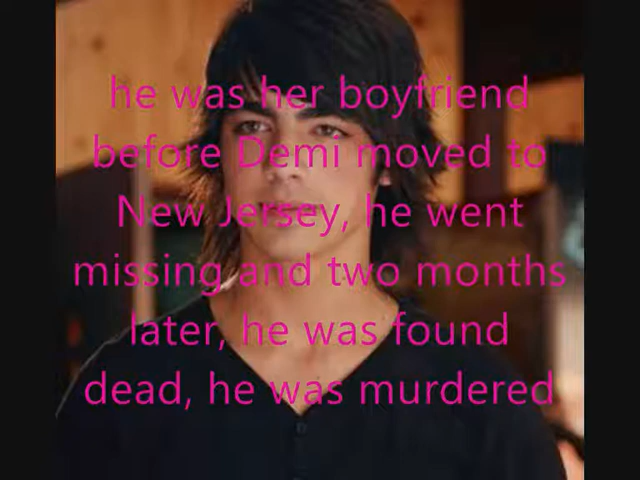 he was her boyfriend
before Demi moved to
New Jersey, he went
missing and two months
later, he was found
dead, he was murdered